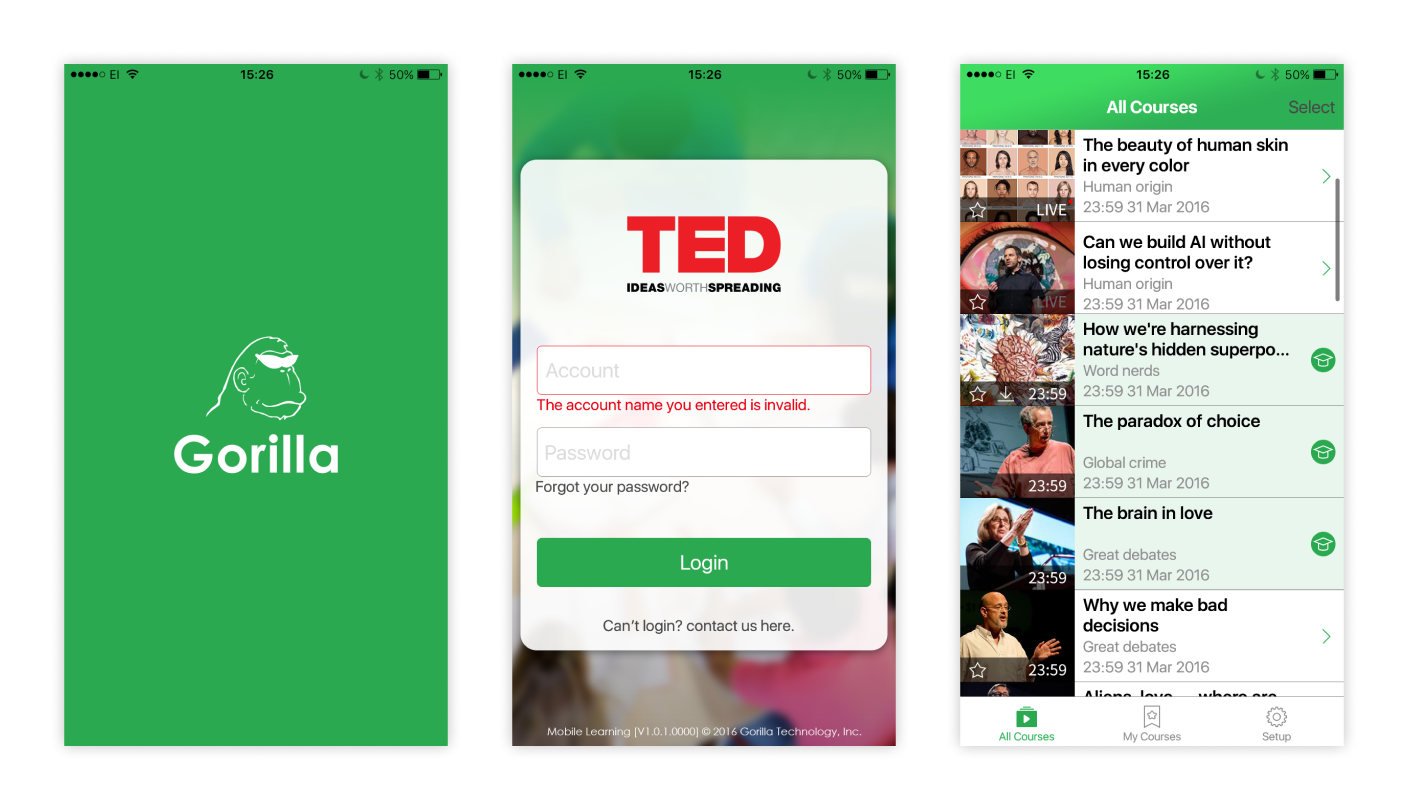 EI 15:26 50%
Gorilla
EI 15:26 50%
TED
IDEASWORTHSPREADING
Account
The account name you entered is invalid.
Password
Forgot your password?
Login
Can't login? contact us here.
Mobile Learning [V1.0.1.0000] © 2016 Gorilla Technology, Inc.
EI 15:26 50%
All Courses Select
The beauty of human skin
in every color
Human origin
LIVE
23:59 31 Mar 2016
Can we build AI without
losing control over it?
Human origin
LIVE
23:59 31 Mar 2016
How we're harnessing
nature's hidden superpo...
Word nerds
23:59
23:59 31 Mar 2016
The paradox of choice
Global crime
23:59
23:59 31 Mar 2016
The brain in love
Great debates
23:59
23:59 31 Mar 2016
Why we make bad
decisions
Great debates
23:59
23:59 31 Mar 2016
All Courses
My Courses
Setup